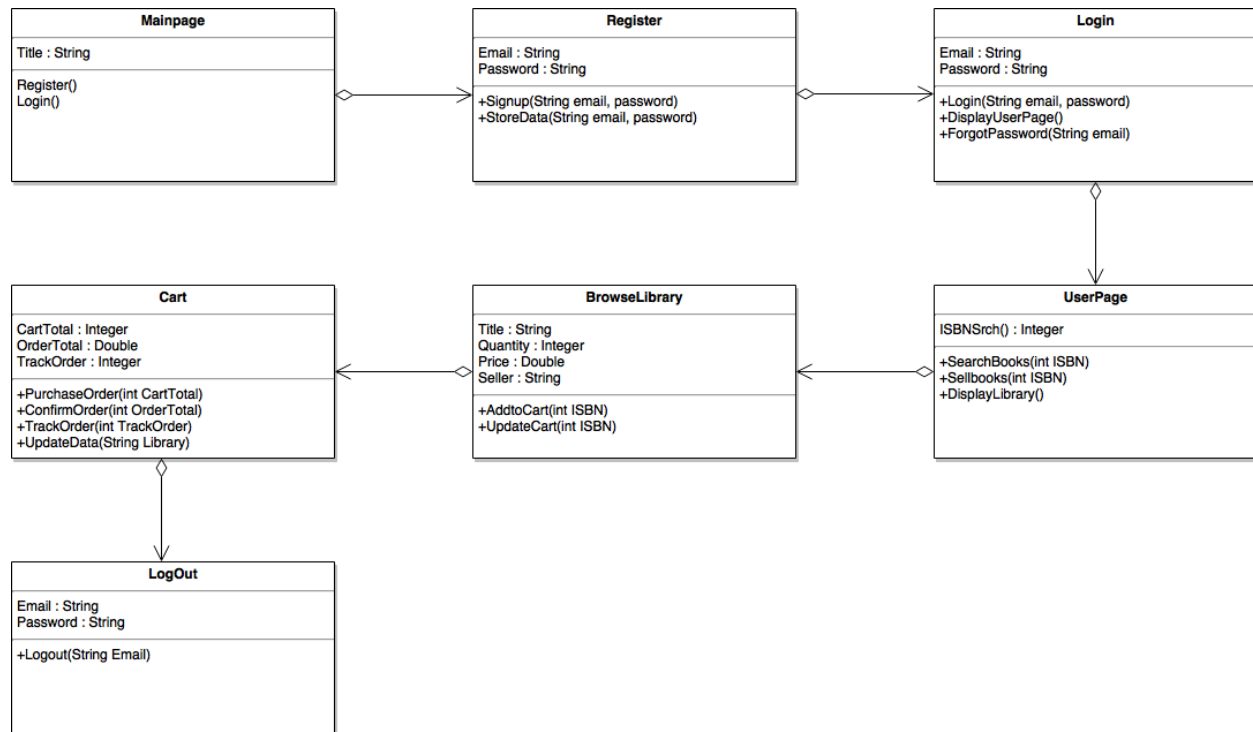 Mainpage
Title : String
Register()
Login()
Register
Email : String
Password : String
+Signup(String email, password)
+StoreData(String email, password)
Login
Email : String
Password : String
+Login(String email, password)
+DisplayUserPage()
+ForgotPassword(String email)
Cart
CartTotal : Integer
OrderTotal : Double
TrackOrder : Integer
+PurchaseOrder(int CartTotal)
+ConfirmOrder(int OrderTotal)
+TrackOrder(int TrackOrder)
+UpdateData(String Library)
BrowseLibrary
Title : String
Quantity : Integer
Price : Double
Seller : String
+AddtoCart(int ISBN)
+UpdateCart(int ISBN)
UserPage
ISBNSrch() : Integer
+SearchBooks(int ISBN)
+Sellbooks(int ISBN)
+DisplayLibrary()
LogOut
Email : String
Password : String
+Logout(String Email)